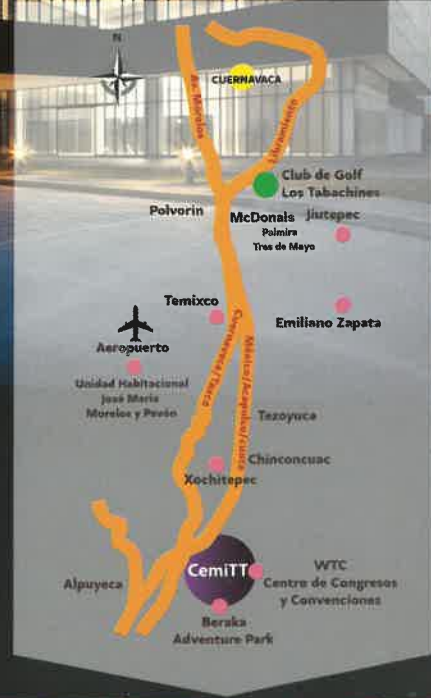 N
CUERNAVACA
Av. Morelos
Libramiento
Club de Golf
Los Tabachines
Polvorin
McDonals
Jiutepec
Palmira
Tres de Mayo
Temixco
Emiliano Zapata
Aeropuerto
Unidad Habitacional
José María
Morelos y Pavón
Cuernavaca/Taxco
México/Acapulco/cuota
Tezoyuca
Chinconcuac
Xochitepec
CemiTT
WTC
Centro de Congresos
y Convenciones
Alpuyeca
Beraka
Adventure Park